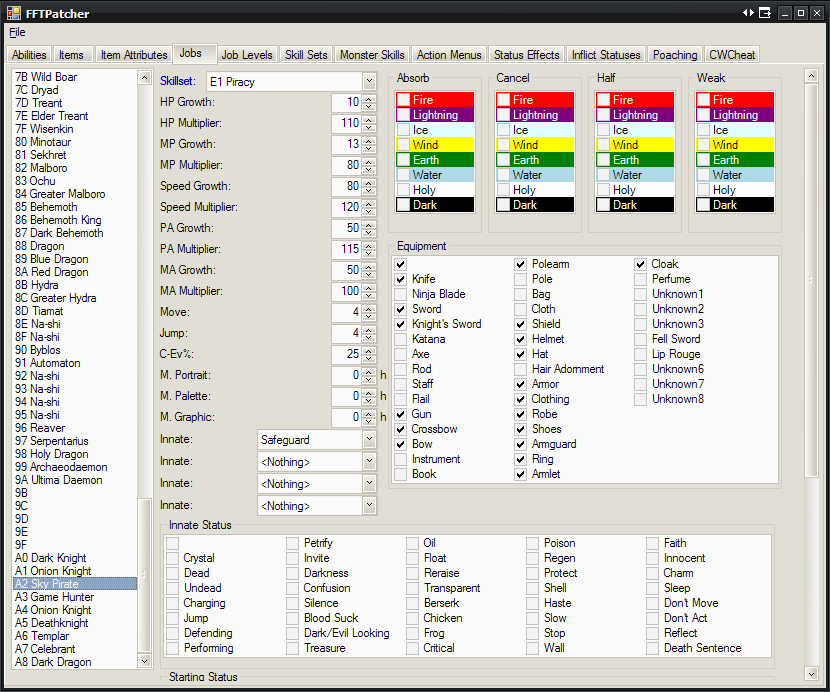 FFTPatcher
File
Abilities Items Item Attributes Jobs Job Levels Skill Sets Monster Skills Action Menus Status Effects Inflict Statuses Poaching CWCheat
7B Wild Boar
7C Dryad
7D Treant
7E Elder Treant
7F Wisenkin
80 Minotaur
81 Sekhret
82 Malboro
83 Ochu
84 Greater Malboro
85 Behemoth
86 Behemoth King
87 Dark Behemoth
88 Dragon
89 Blue Dragon
8A Red Dragon
8B Hydra
8C Greater Hydra
8D Tiamat
8E Na-shi
8F Na-shi
90 Byblos
91 Automaton
92 Na-shi
93 Na-shi
94 Na-shi
95 Na-shi
96 Reaver
97 Serpentarius
98 Holy Dragon
99 Archaeodaemon
9A Ultima Daemon
9B
9C
9D
9E
9F
A0 Dark Knight
A1 Onion Knight
A2 Sky Pirate
A3 Game Hunter
A4 Onion Knight
A5 Deathknight
A6 Templar
A7 Celebrant
A8 Dark Dragon
Skillset: E1 Piracy
HP Growth: 10
HP Multiplier: 110
MP Growth: 13
MP Multiplier: 80
Speed Growth: 80
Speed Multiplier: 120
PA Growth: 50
PA Multiplier: 115
MA Growth: 50
MA Multiplier: 100
Move: 4
Jump: 4
C-Ev%: 25
M. Portrait: 0 h
M. Palette: 0 h
M. Graphic: 0 h
Innate: Safeguard
Innate: <Nothing>
Innate: <Nothing>
Innate: <Nothing>
Absorb
Fire
Lightning
Ice
Wind
Earth
Water
Holy
Dark
Cancel
Fire
Lightning
Ice
Wind
Earth
Water
Holy
Dark
Half
Fire
Lightning
Ice
Wind
Earth
Water
Holy
Dark
Weak
Fire
Lightning
Ice
Wind
Earth
Water
Holy
Dark
Equipment
Knife
Ninja Blade
Sword
Knight's Sword
Katana
Axe
Rod
Staff
Flail
Gun
Crossbow
Bow
Instrument
Book
Polearm
Pole
Bag
Cloth
Shield
Helmet
Hat
Hair Adornment
Armor
Clothing
Robe
Shoes
Armguard
Ring
Amlet
Cloak
Perfume
Unknown1
Unknown2
Unknown3
Fell Sword
Lip Rouge
Unknown6
Unknown7
Unknown8
Innate Status
Crystal
Dead
Undead
Charging
Jump
Defending
Performing
Petrify
Invite
Darkness
Confusion
Silence
Blood Suck
Dark/Evil Looking
Treasure
Oil
Float
Reraise
Transparent
Berserk
Chicken
Frog
Critical
Poison
Regen
Protect
Shell
Haste
Slow
Stop
Wall
Faith
Innocent
Charm
Sleep
Don't Move
Don't Act
Reflect
Death Sentence
Starting Status